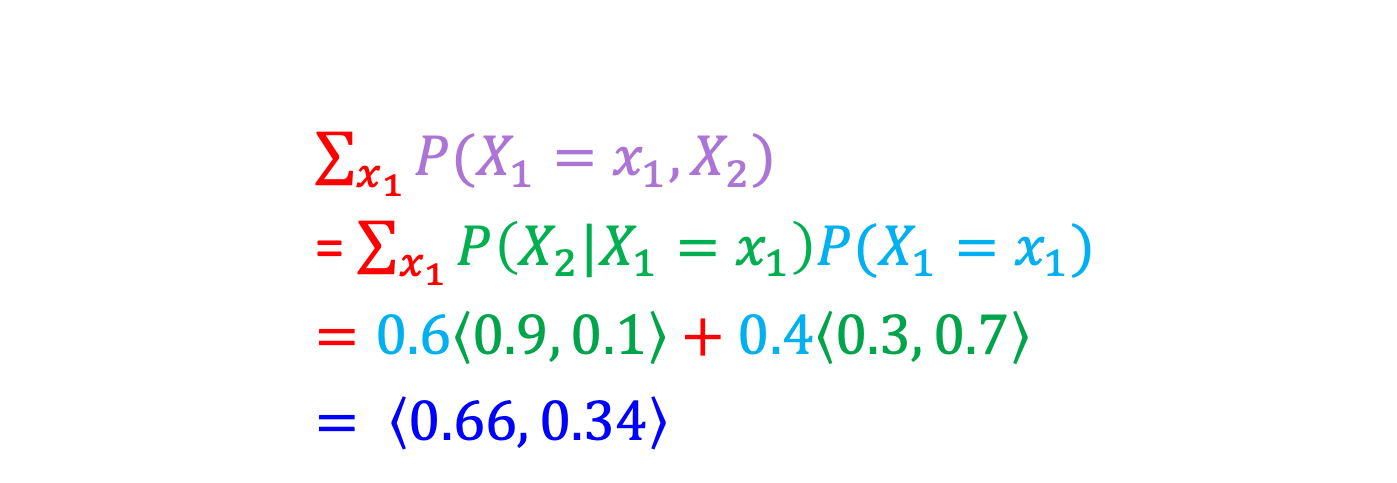 ∑ₓ₁ P(X₁ = x₁, X₂)
= ∑ₓ₁ P(X₂|X₁ = x₁)P(X₁ = x₁)
= 0.6⟨0.9, 0.1⟩ + 0.4⟨0.3, 0.7⟩
= ⟨0.66, 0.34⟩